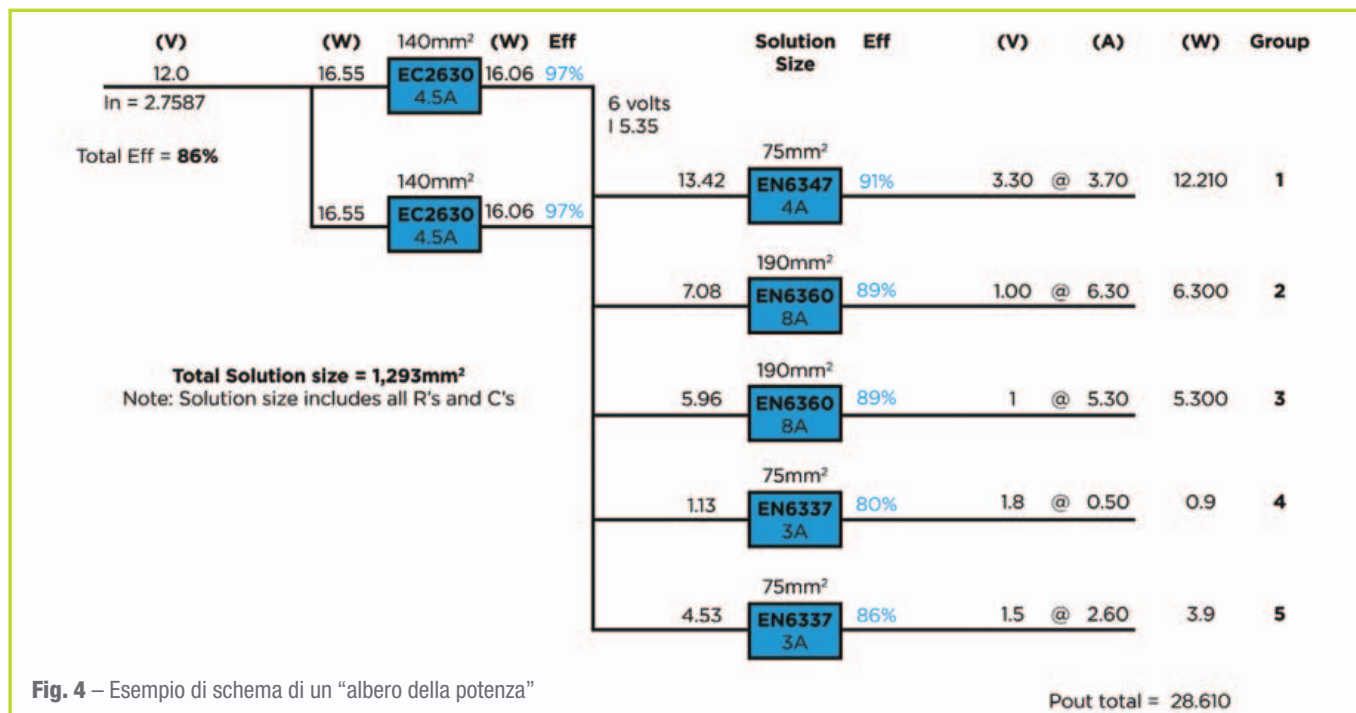 (V) (W) 140mm² (W) Eff Solution Size Eff (V) (A) (W) Group
12.0 16.55 EC2630 16.06 97%
4.5A
In = 2.7587
6 volts
I 5.35
Total Eff = 86%
140mm²
16.55 EC2630 16.06 97%
4.5A
75mm²
13.42 EN6347 91% 3.30 @ 3.70 12.210 1
4A
190mm²
7.08 EN6360 89% 1.00 @ 6.30 6.300 2
8A
Total Solution size = 1,293mm²
Note: Solution size includes all R's and C's
190mm²
5.96 EN6360 89% 1 @ 5.30 5.300 3
8A
75mm²
1.13 EN6337 80% 1.8 @ 0.50 0.9 4
3A
75mm²
4.53 EN6337 86% 1.5 @ 2.60 3.9 5
3A
Fig. 4 – Esempio di schema di un “albero della potenza”
Pout total = 28.610